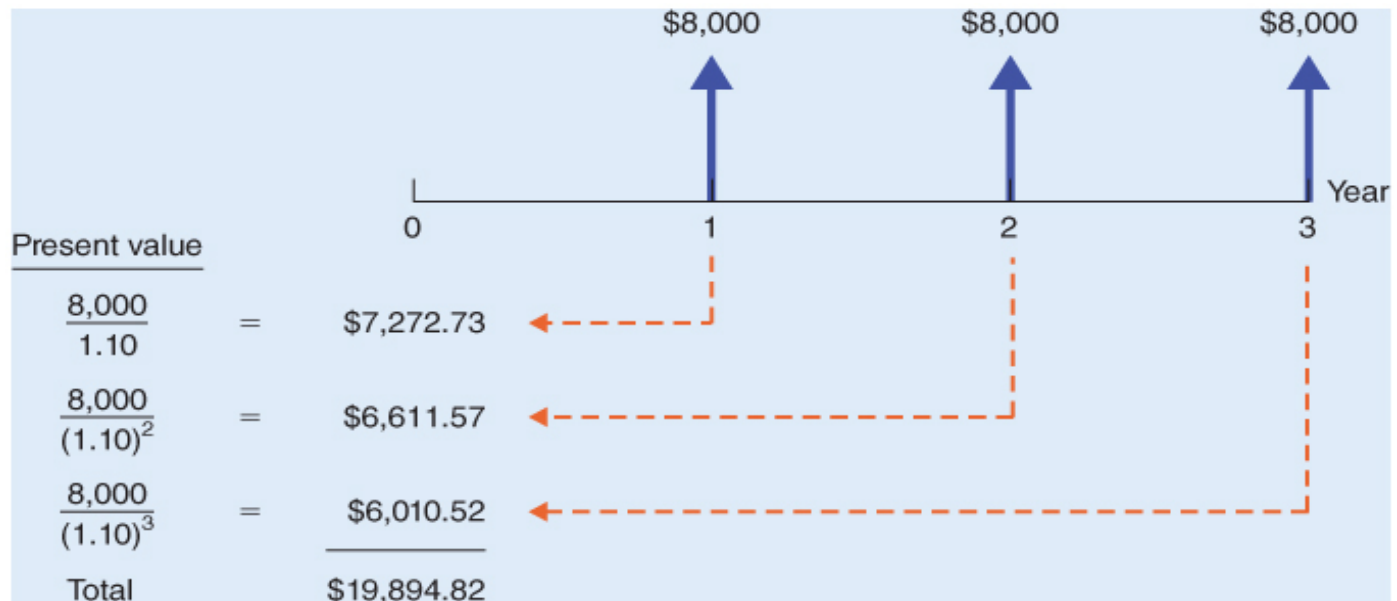 $8,000 $8,000 $8,000
Year
0 1 2 3
Present value
8,000
1.10
= $7,272.73
8,000
(1.10)²
= $6,611.57
8,000
(1.10)³
= $6,010.52
Total $19,894.82